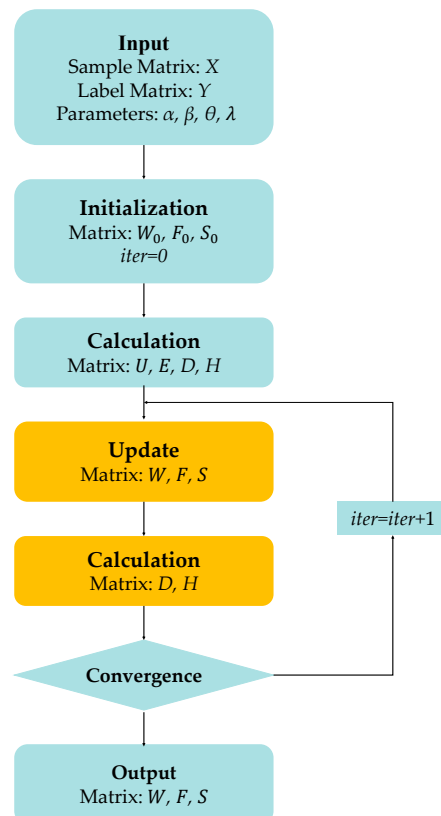 Input
Sample Matrix: X
Label Matrix: Y
Parameters: α, β, θ, λ
Initialization
Matrix: W₀, F₀, S₀
iter=0
Calculation
Matrix: U, E, D, H
Update
Matrix: W, F, S
iter=iter+1
Calculation
Matrix: D, H
Convergence
Output
Matrix: W, F, S